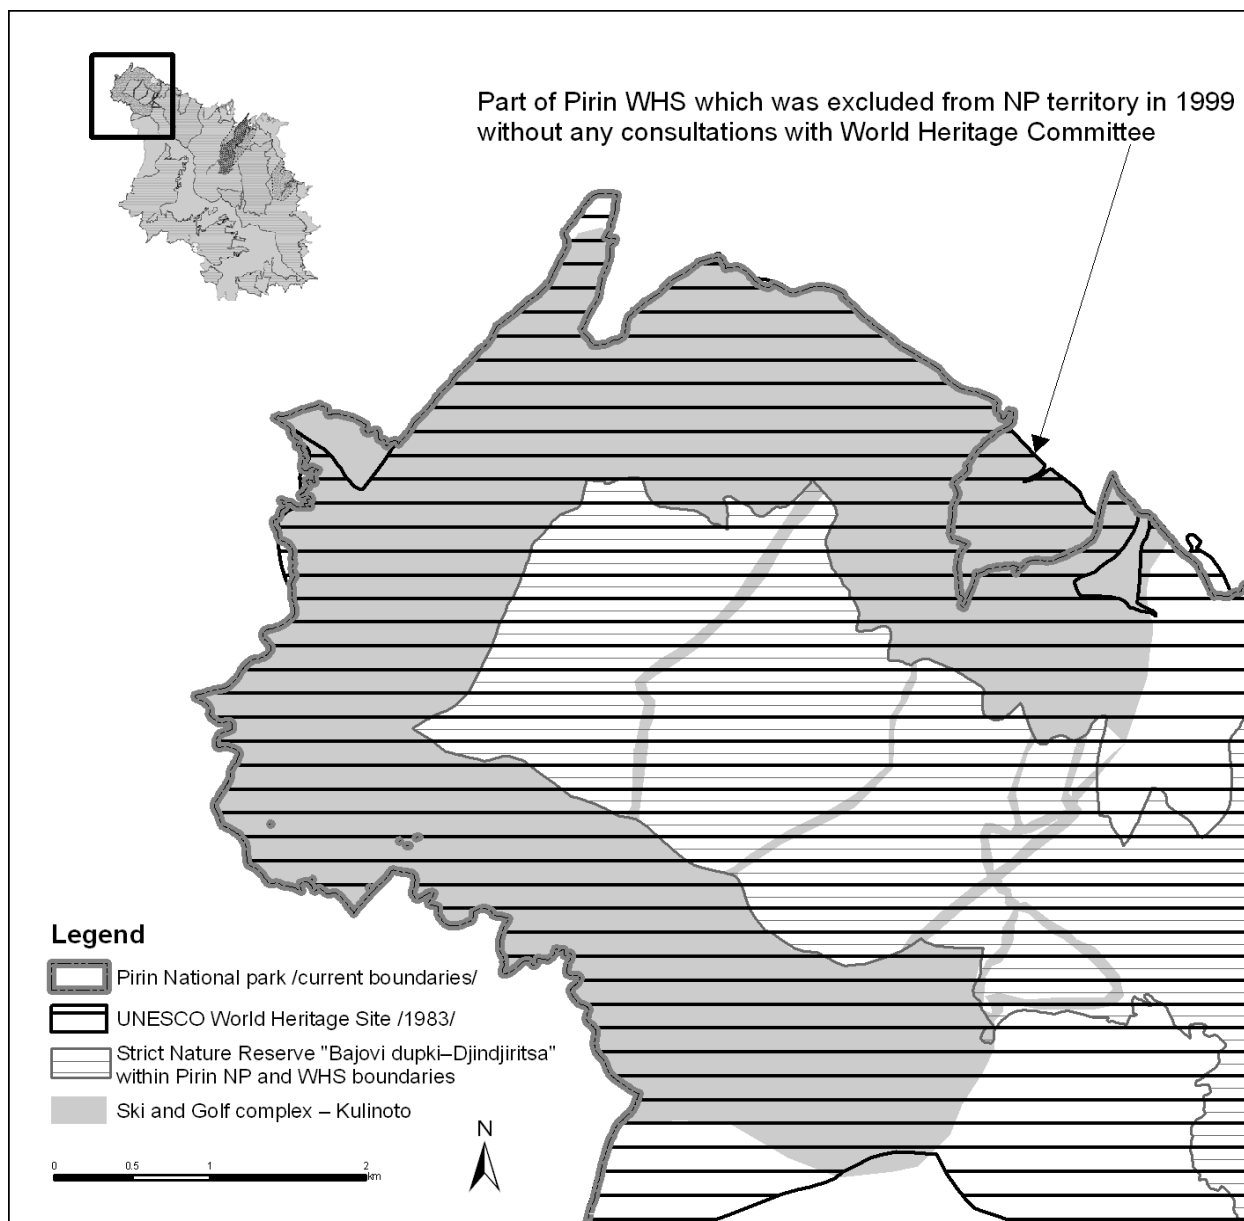 Part of Pirin WHS which was excluded from NP territory in 1999
without any consultations with World Heritage Committee
Legend
Pirin National park /current boundaries/
UNESCO World Heritage Site /1983/
Strict Nature Reserve "Bajovi dupki–Djindjiritsa"
within Pirin NP and WHS boundaries
Ski and Golf complex – Kulinoto
N
0 0.5 1 2
km